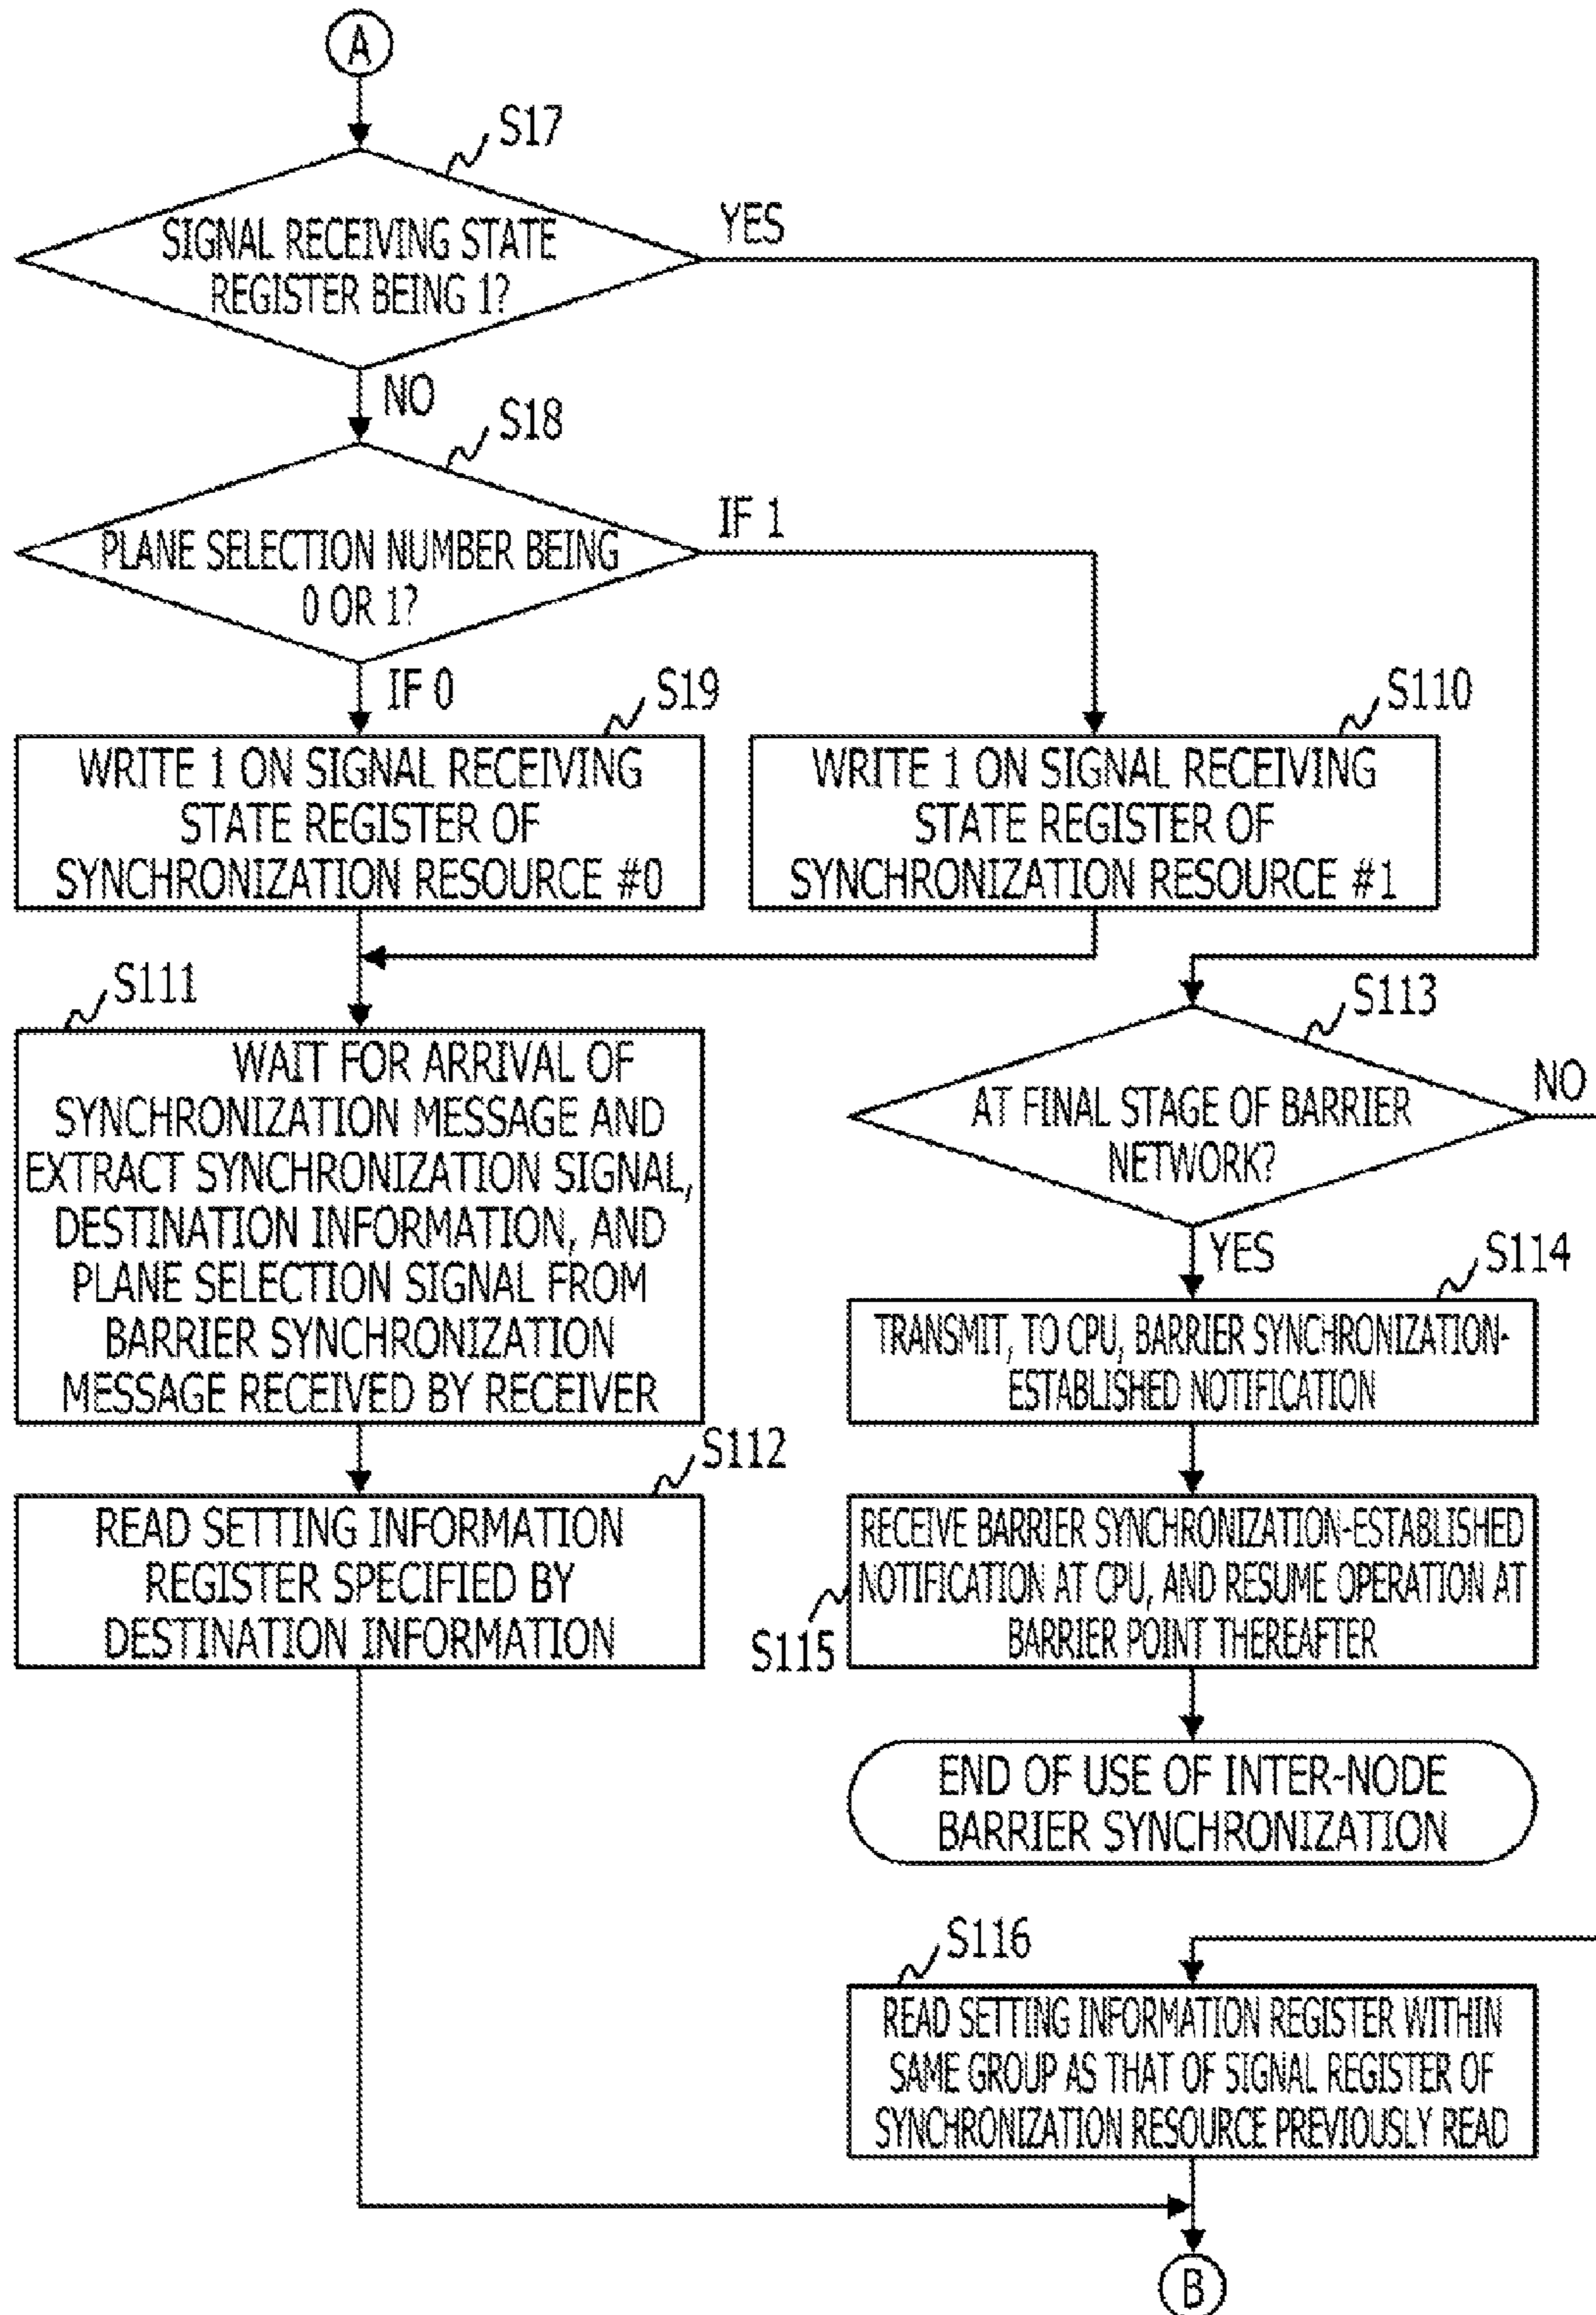 A
S17
SIGNAL RECEIVING STATE
REGISTER BEING 1?
YES
NO
S18
PLANE SELECTION NUMBER BEING
0 OR 1?
IF 1
IF 0
S19
WRITE 1 ON SIGNAL RECEIVING
STATE REGISTER OF
SYNCHRONIZATION RESOURCE #0
S110
WRITE 1 ON SIGNAL RECEIVING
STATE REGISTER OF
SYNCHRONIZATION RESOURCE #1
S111
WAIT FOR ARRIVAL OF
SYNCHRONIZATION MESSAGE AND
EXTRACT SYNCHRONIZATION SIGNAL,
DESTINATION INFORMATION, AND
PLANE SELECTION SIGNAL FROM
BARRIER SYNCHRONIZATION
MESSAGE RECEIVED BY RECEIVER
S112
READ SETTING INFORMATION
REGISTER SPECIFIED BY
DESTINATION INFORMATION
S113
AT FINAL STAGE OF BARRIER
NETWORK?
NO
YES
S114
TRANSMIT, TO CPU, BARRIER SYNCHRONIZATION-
ESTABLISHED NOTIFICATION
RECEIVE BARRIER SYNCHRONIZATION-ESTABLISHED
NOTIFICATION AT CPU, AND RESUME OPERATION AT
BARRIER POINT THEREAFTER
S115
END OF USE OF INTER-NODE
BARRIER SYNCHRONIZATION
S116
READ SETTING INFORMATION REGISTER WITHIN
SAME GROUP AS THAT OF SIGNAL REGISTER OF
SYNCHRONIZATION RESOURCE PREVIOUSLY READ
B